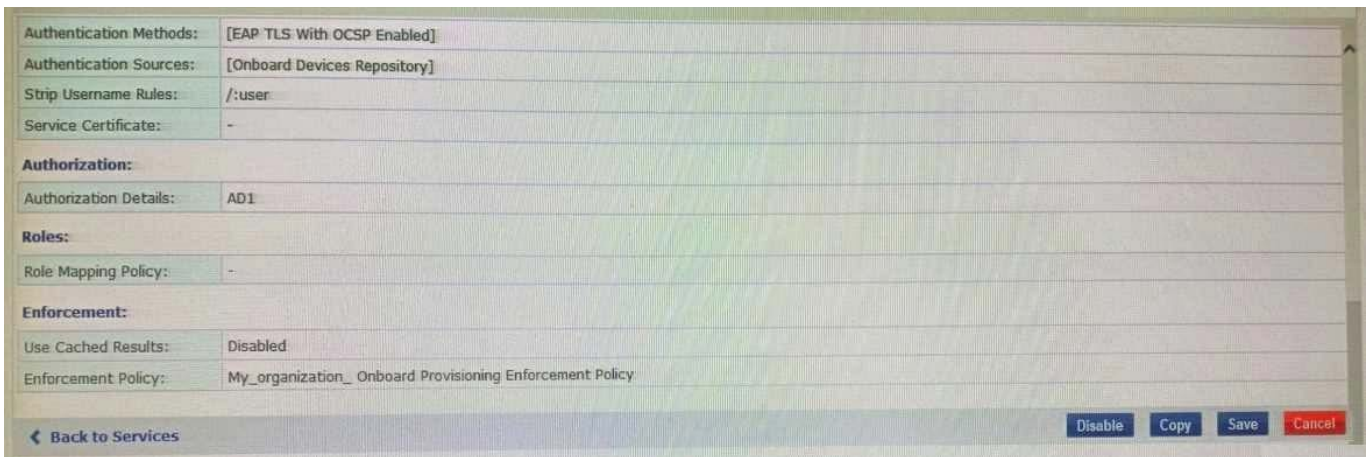 Authentication Methods: [EAP TLS With OCSP Enabled]
Authentication Sources: [Onboard Devices Repository]
Strip Username Rules: /:user
Service Certificate: -
Authorization:
Authorization Details: AD1
Roles:
Role Mapping Policy: -
Enforcement:
Use Cached Results: Disabled
Enforcement Policy: My_organization_ Onboard Provisioning Enforcement Policy
Back to Services Disable Copy Save Cancel